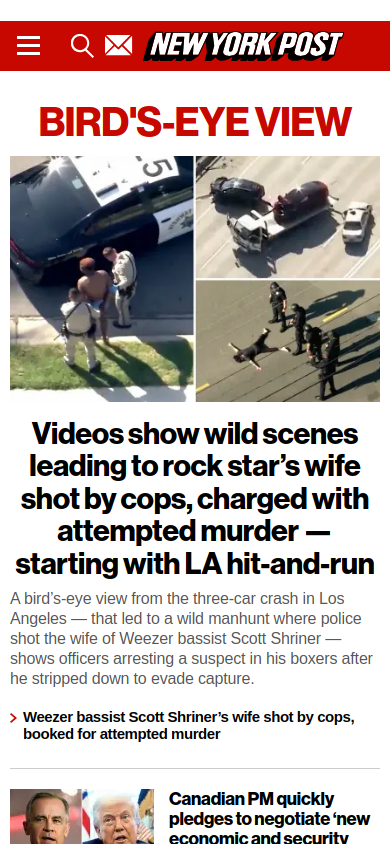 NEW YORK POST
BIRD'S-EYE VIEW
5
Videos show wild scenes
leading to rock star’s wife
shot by cops, charged with
attempted murder —
starting with LA hit-and-run
A bird’s-eye view from the three-car crash in Los
Angeles — that led to a wild manhunt where police
shot the wife of Weezer bassist Scott Shriner —
shows officers arresting a suspect in his boxers after
he stripped down to evade capture.
Weezer bassist Scott Shriner’s wife shot by cops,
booked for attempted murder
Canadian PM quickly
pledges to negotiate ‘new
economic and security